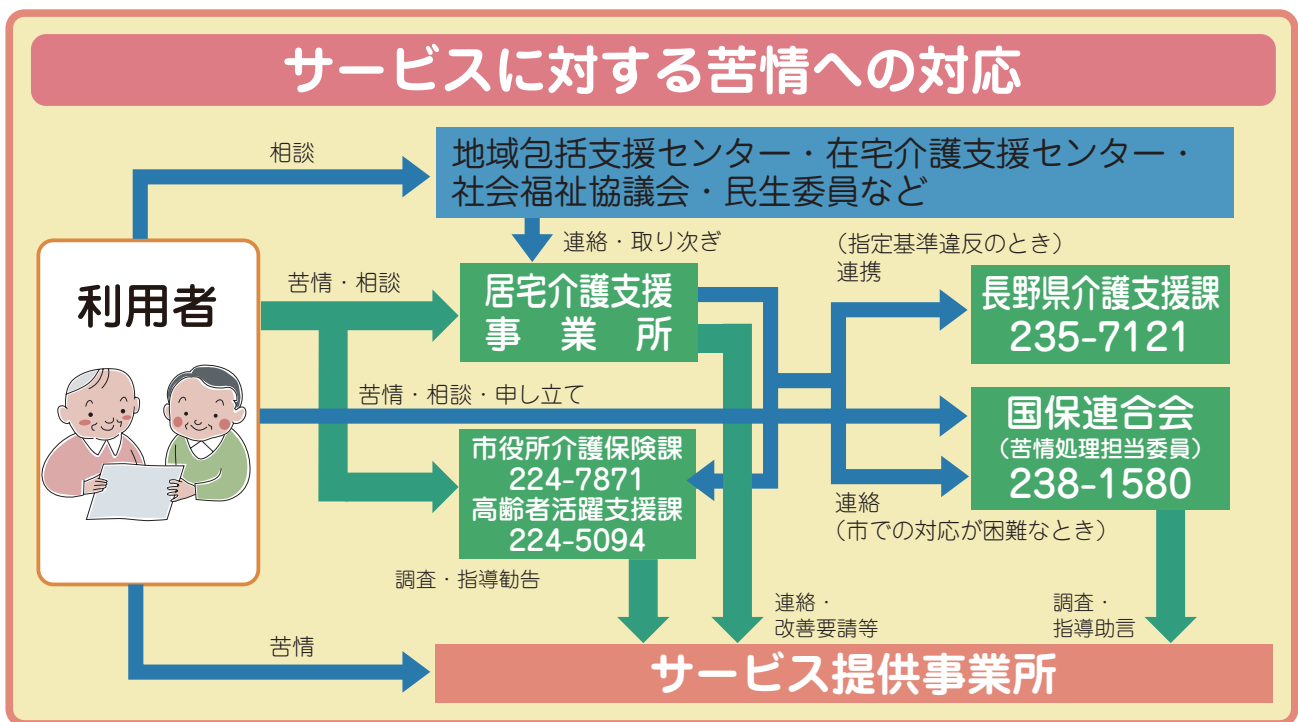 サービスに対する苦情への対応
相談
地域包括支援センター・在宅介護支援センター・
社会福祉協議会・民生委員など
連絡・取り次ぎ
(指定基準違反のとき)
連携
利用者
苦情・相談
居宅介護支援
事業所
長野県介護支援課
235-7121
苦情・相談・申し立て
国保連合会
(苦情処理担当委員)
238-1580
市役所介護保険課
224-7871
高齢者活躍支援課
224-5094
連絡
(市での対応が困難なとき)
調査・指導勧告
連絡・
改善要請等
調査・
指導助言
苦情
サービス提供事業所